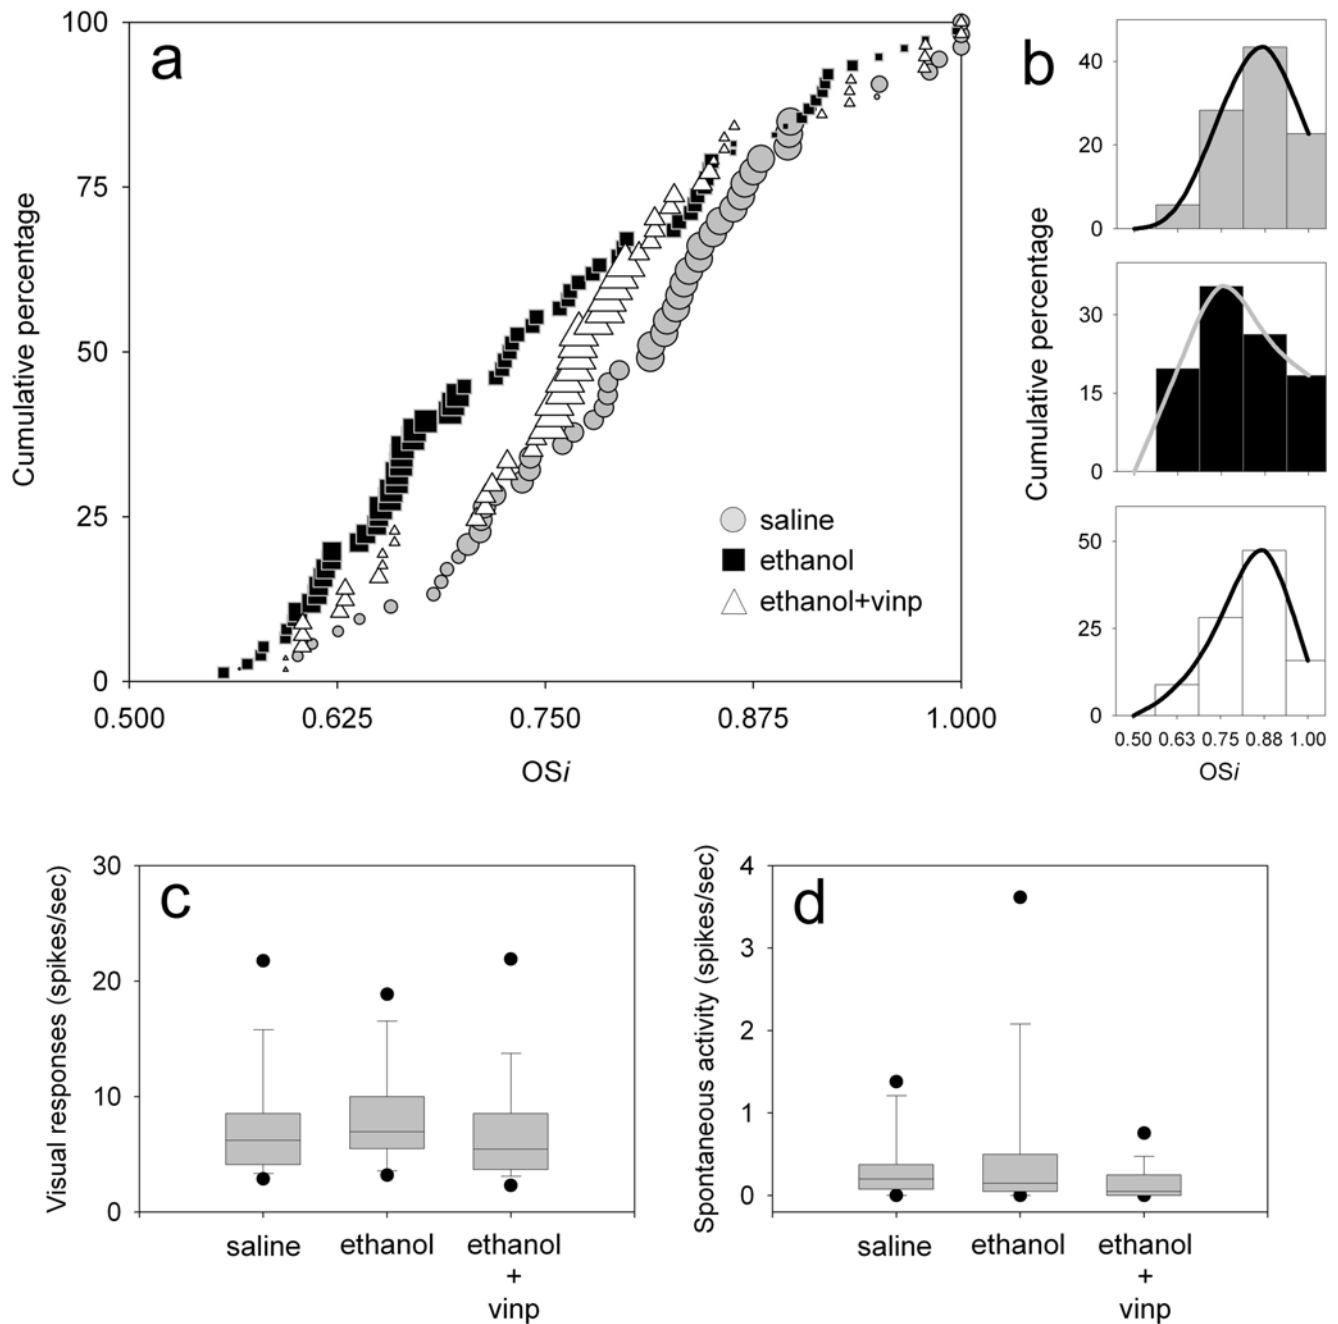 a
Cumulative percentage
100
75
50
25
0
0.500 0.625 0.750 0.875 1.000
OSi
saline
ethanol
ethanol+vinp
b
Cumulative percentage
40
20
0
30
15
0
50
25
0
0.50 0.63 0.75 0.88 1.00
OSi
c
Visual responses (spikes/sec)
30
20
10
0
saline ethanol ethanol
+
vinp
d
Spontaneous activity (spikes/sec)
4
3
2
1
0
saline ethanol ethanol
+
vinp